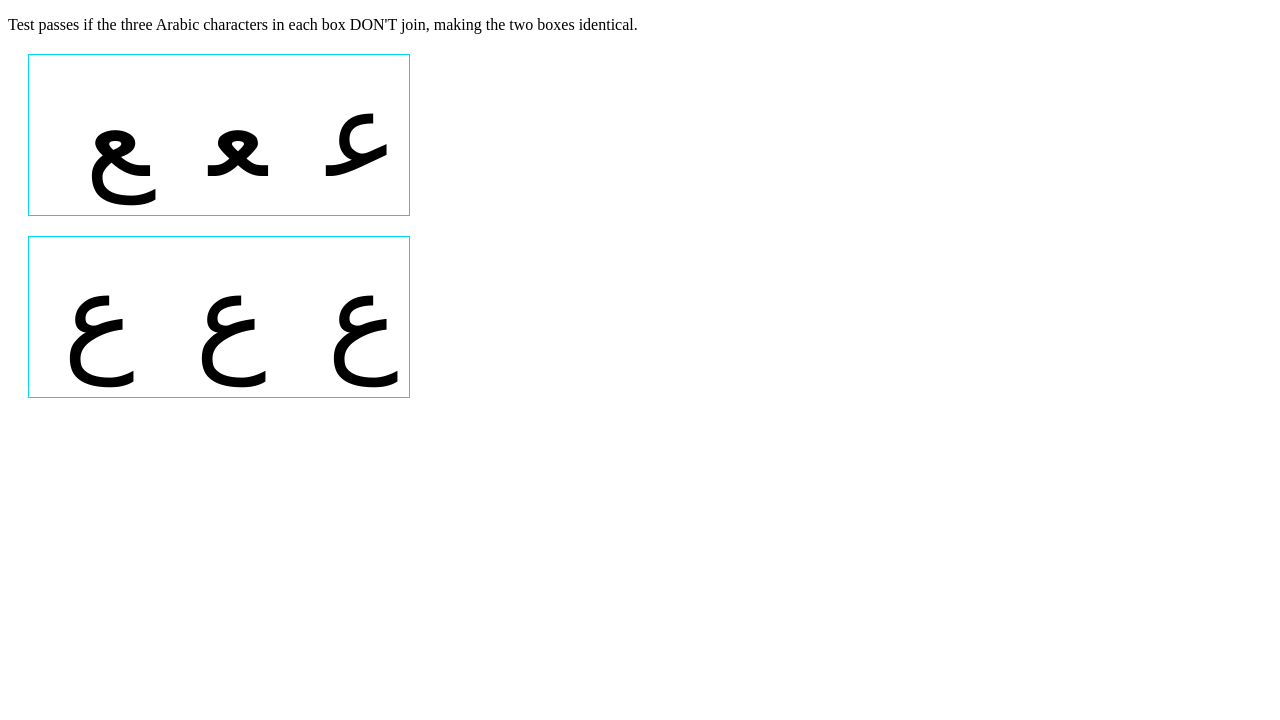 Test passes if the three Arabic characters in each box DON'T join, making the two boxes identical.
ﻋ ﻌ ﻊ
ع ع ع